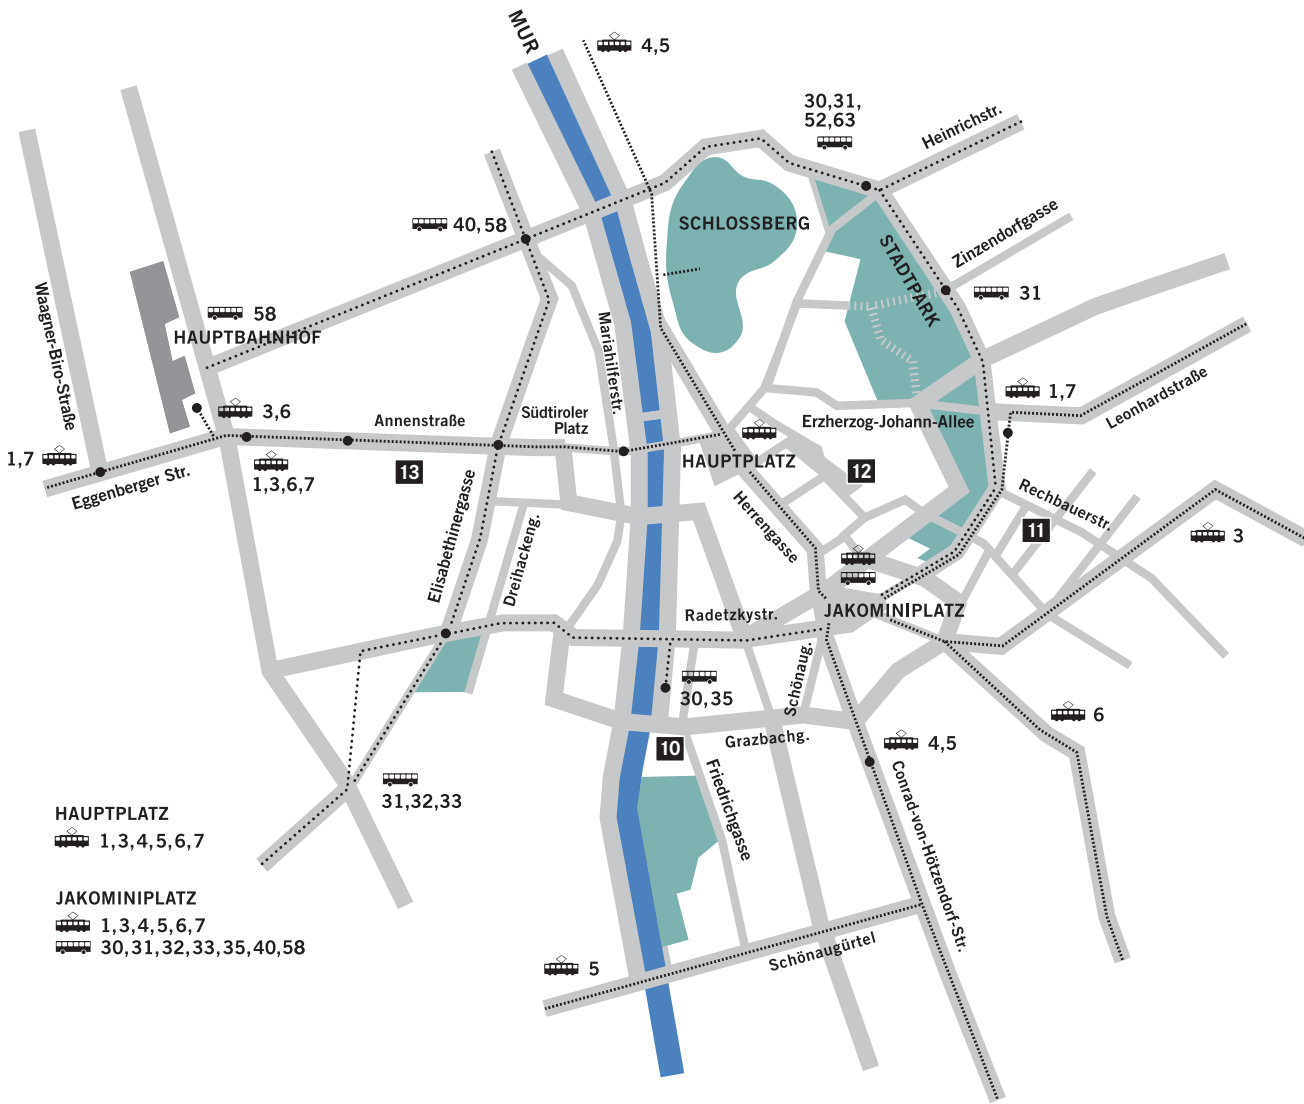 MUR
4,5
30,31,
52,63
Heinrichstr.
SCHLOSSBERG
40,58
STADTPARK
Zinzendorfgasse
31
Waagner-Biro-Straße
58
HAUPTBAHNHOF
Mariahilferstr.
3,6
Annenstraße
Südtiroler
Platz
1,7
Leonhardstraße
Erzherzog-Johann-Allee
1,7
Eggenberger Str.
1,3,6,7
13
HAUPTPLATZ
12
Herrengasse
Rechbauerstr.
11
3
Elisabethinergasse
Dreihackeng.
Radetzkystr.
JAKOMINIPLATZ
30,35
Schönaug.
6
10
Grazbachg.
4,5
31,32,33
Friedrichgasse
Conrad-von-Hötzendorf-Str.
HAUPTPLATZ
1,3,4,5,6,7
JAKOMINIPLATZ
1,3,4,5,6,7
30,31,32,33,35,40,58
Schönaugürtel
5